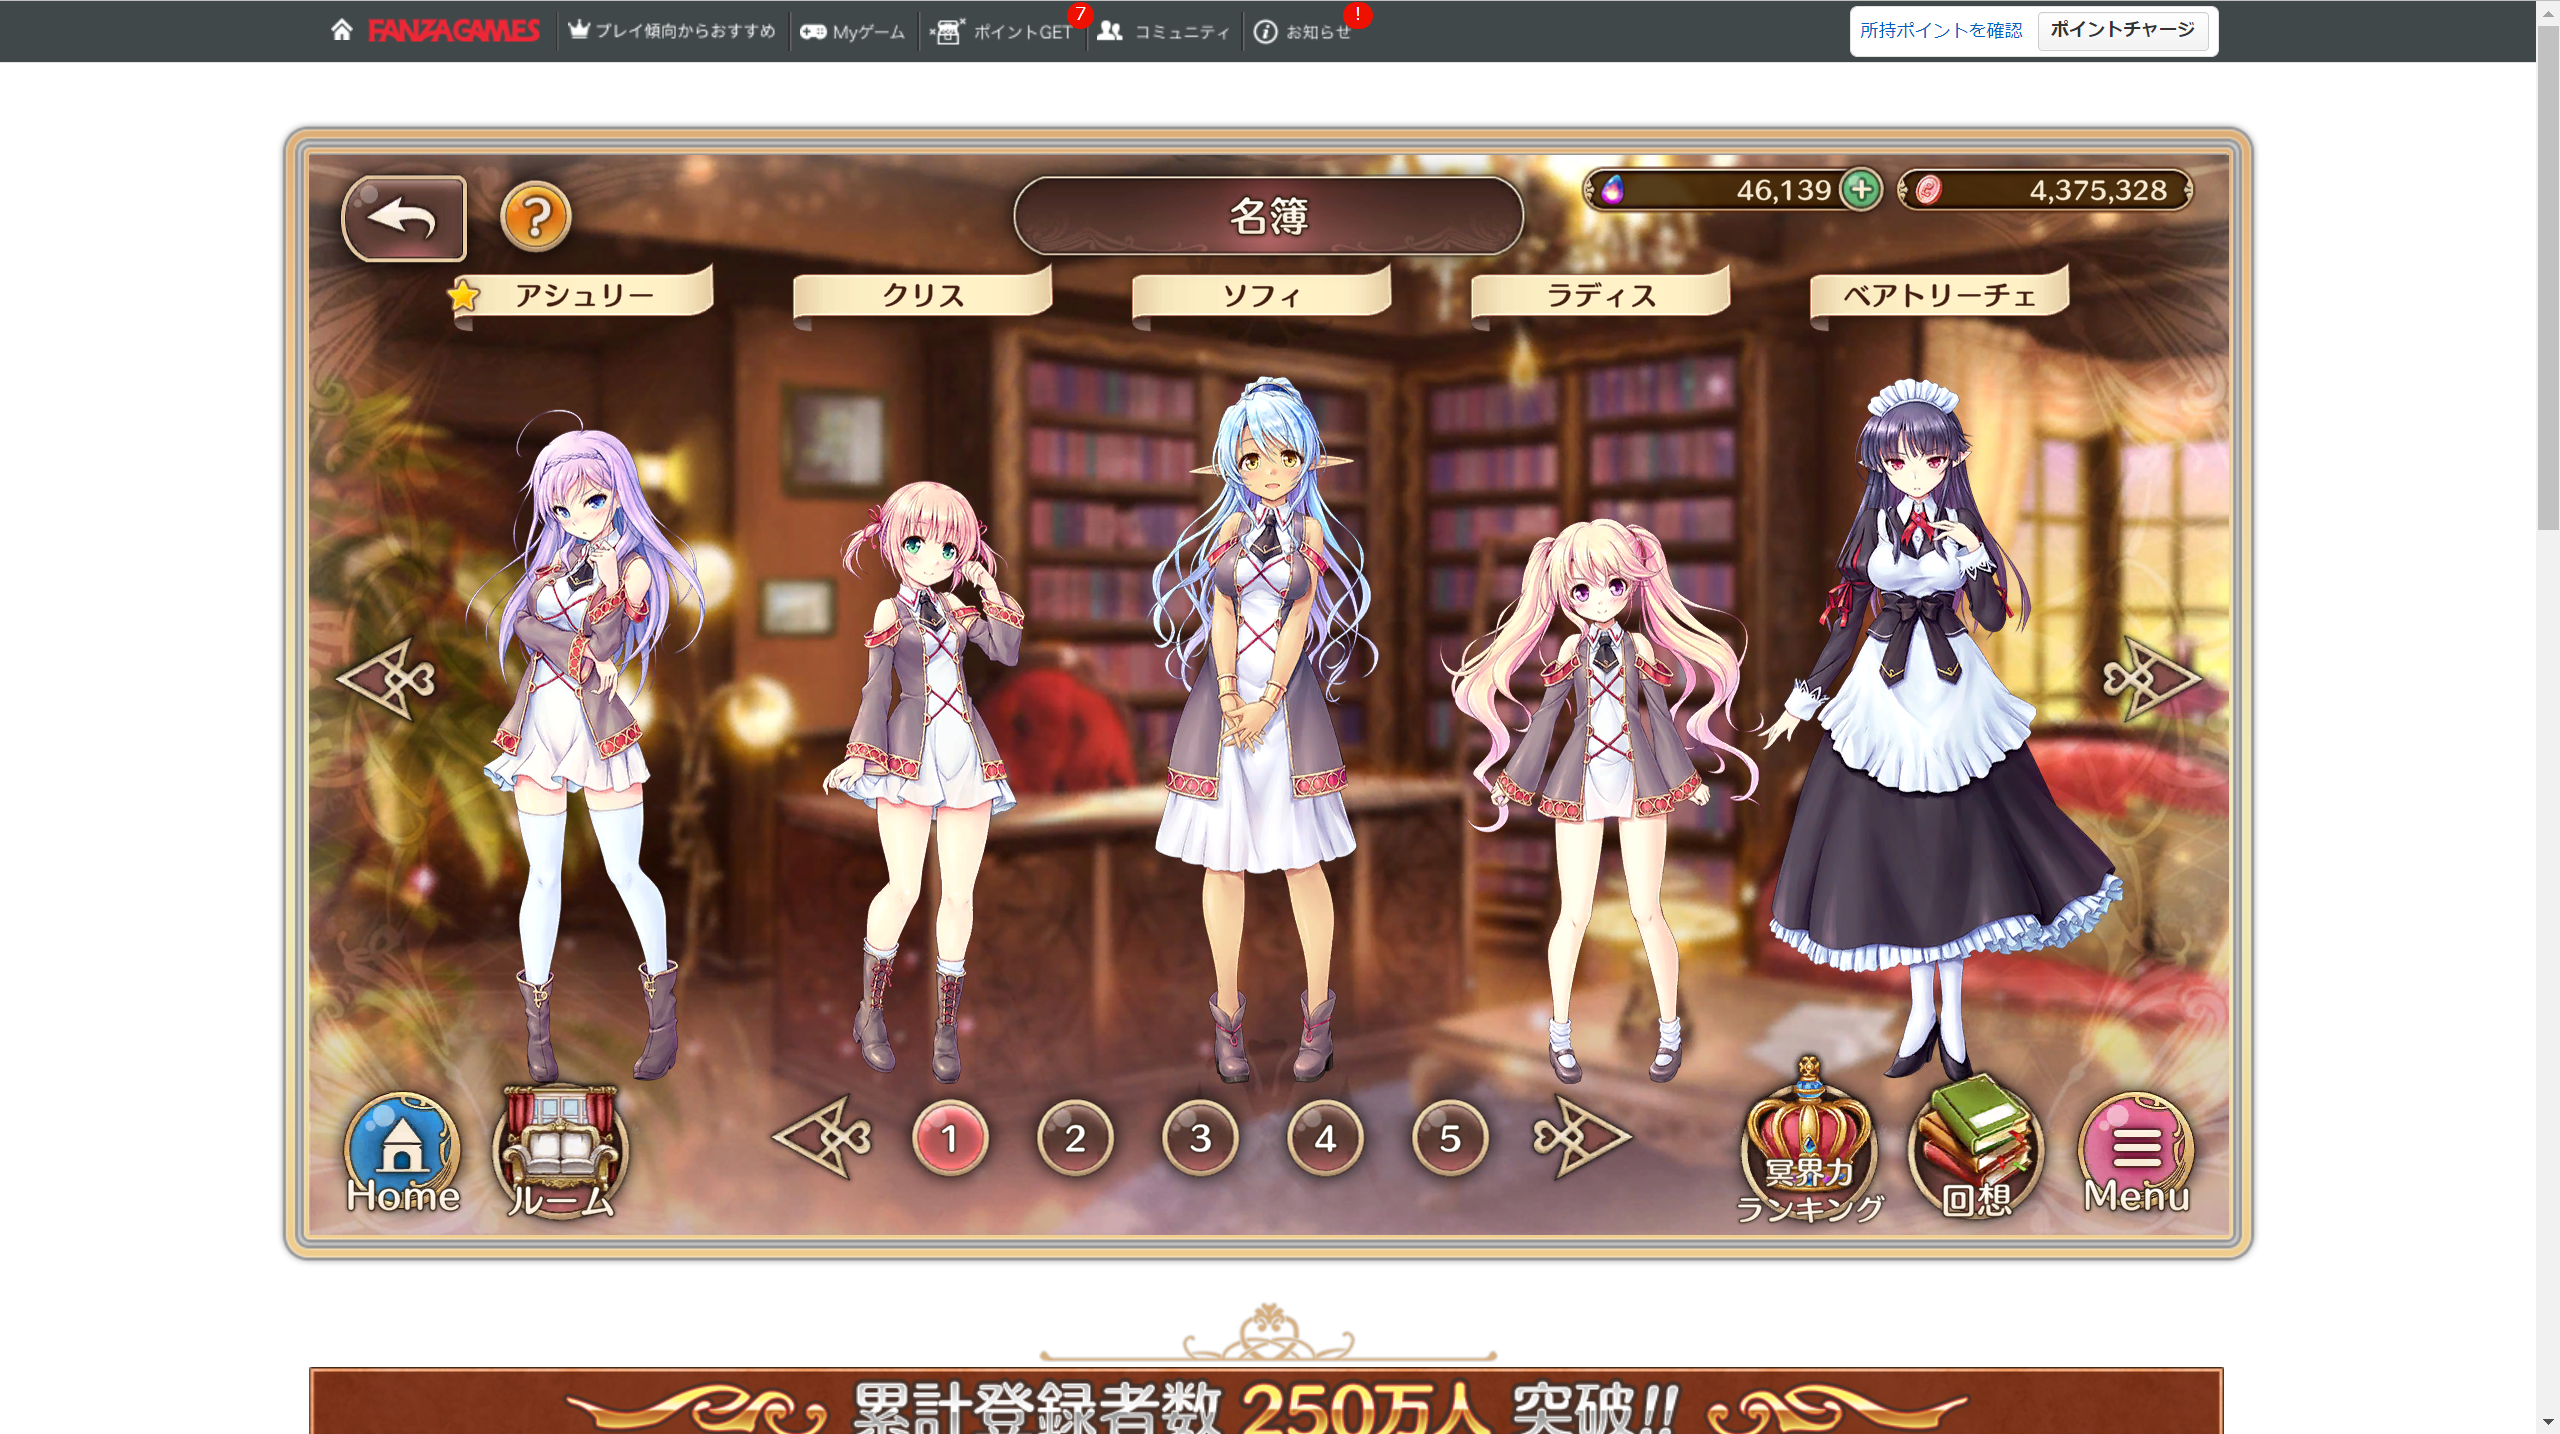 FANZA GAMES
プレイ傾向からおすすめ
Myゲーム
ポイントGET
7
コミュニティ
お知らせ
!
所持ポイントを確認
ポイントチャージ
?
名簿
46,139
4,375,328
アシュリー
クリス
ソフィ
ラディス
ベアトリーチェ
Home
ルーム
1
2
3
4
5
冥界力
ランキング
回想
Menu
累計登録者数 250万人 突破!!